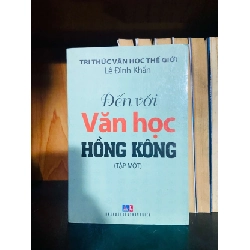 TRI THỨC VĂN HỌC THẾ GIỚI
Lê Đình Khẩn
Đến với
Văn học
HỒNG KÔNG
(TẬP MỘT)